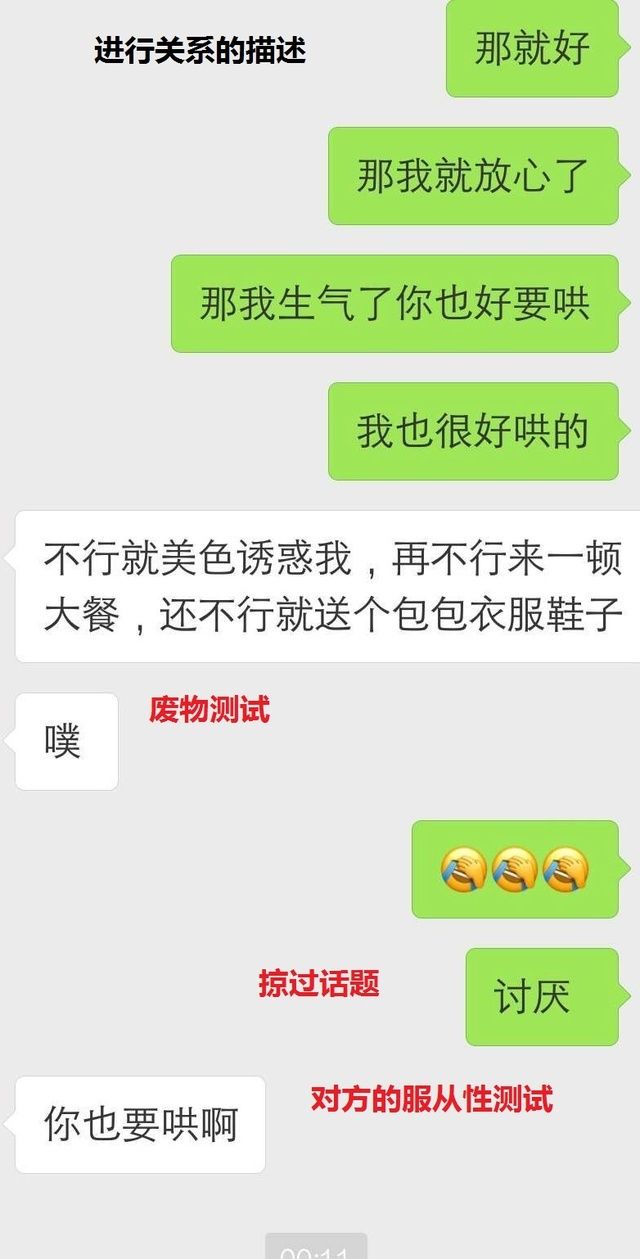 进行关系的描述
那就好
那我就放心了
那我生气了你也好要哄
我也很好哄的
不行就美色诱惑我，再不行来一顿
大餐，还不行就送个包包衣服鞋子
废物测试
噗
掠过话题
讨厌
对方的服从性测试
你也要哄啊
00:11